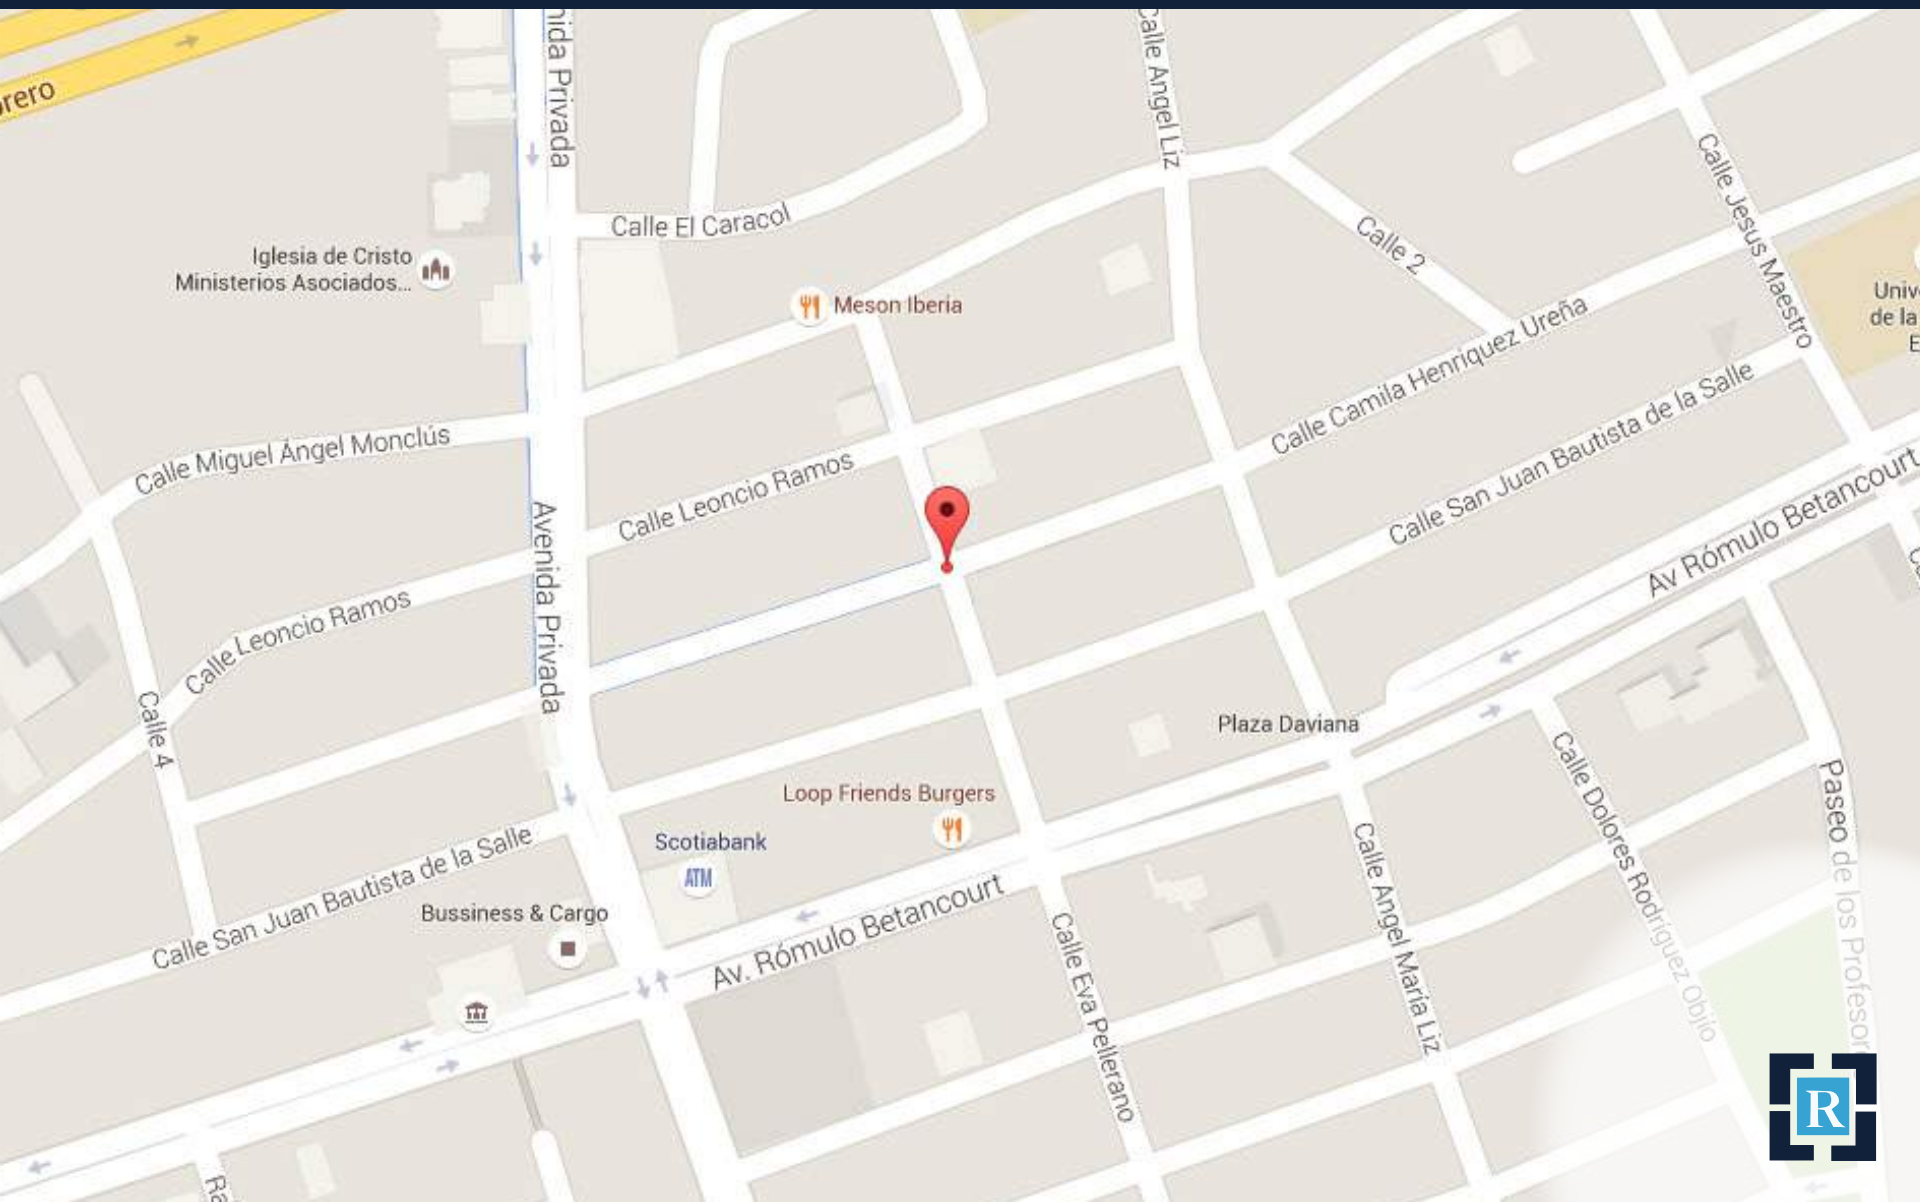 nida Privada
Calle Angel Liz
rero
Calle Jesus Maestro
Calle El Caracol
Calle 2
Iglesia de Cristo
Ministerios Asociados...
Meson Iberia
Univ
de la
E
Calle Camila Henriquez Ureña
Calle Miguel Ángel Monclús
Calle Leoncio Ramos
Calle San Juan Bautista de la Salle
Av Rómulo Betancourt
Avenida Privada
Calle Leoncio Ramos
Calle 4
Plaza Daviana
Loop Friends Burgers
Scotiabank
ATM
Calle San Juan Bautista de la Salle
Bussiness & Cargo
Av. Rómulo Betancourt
Calle Eva Pellerano
Calle Angel María Liz
Calle Dolores Rodríguez Objio
Paseo de los Profesor
Ra
R